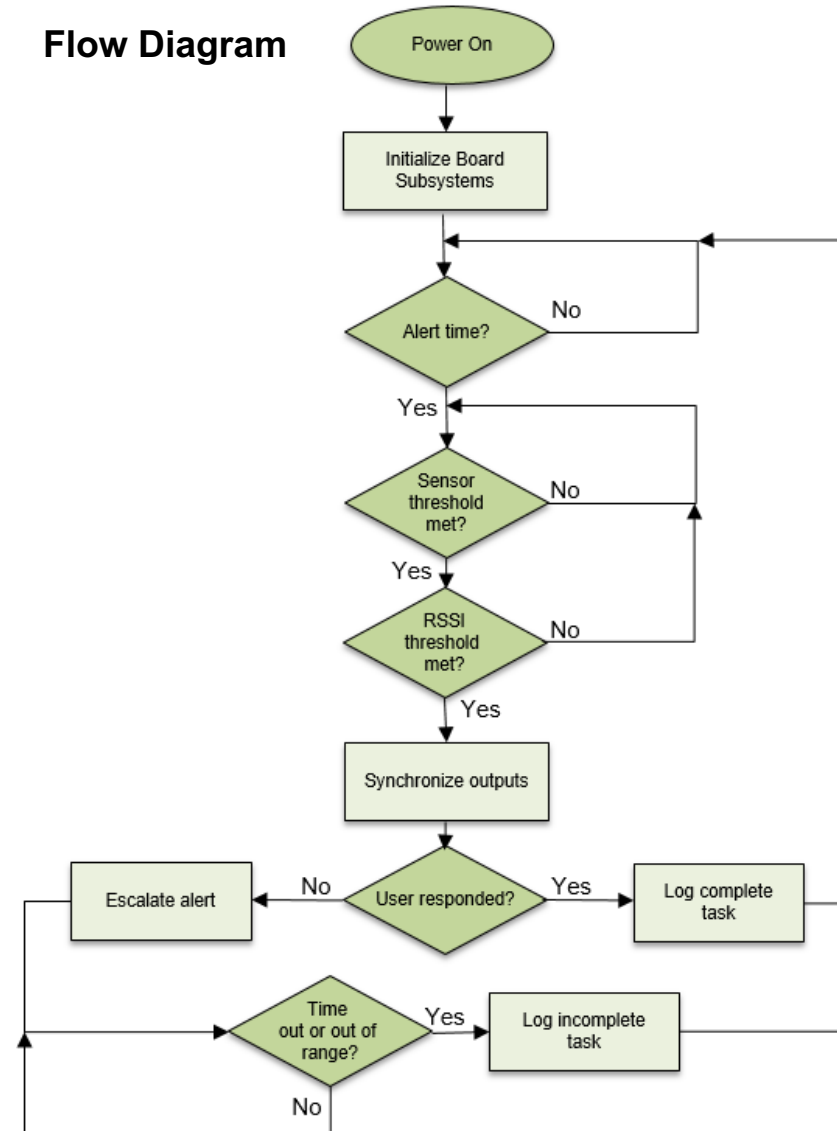 Flow Diagram
Power On
Initialize Board
Subsystems
Alert time?
No
Yes
Sensor
threshold
met?
No
Yes
RSSI
threshold
met?
No
Yes
Synchronize outputs
Escalate alert
No
User responded?
Yes
Log complete
task
Time
out or out of
range?
Yes
Log incomplete
task
No